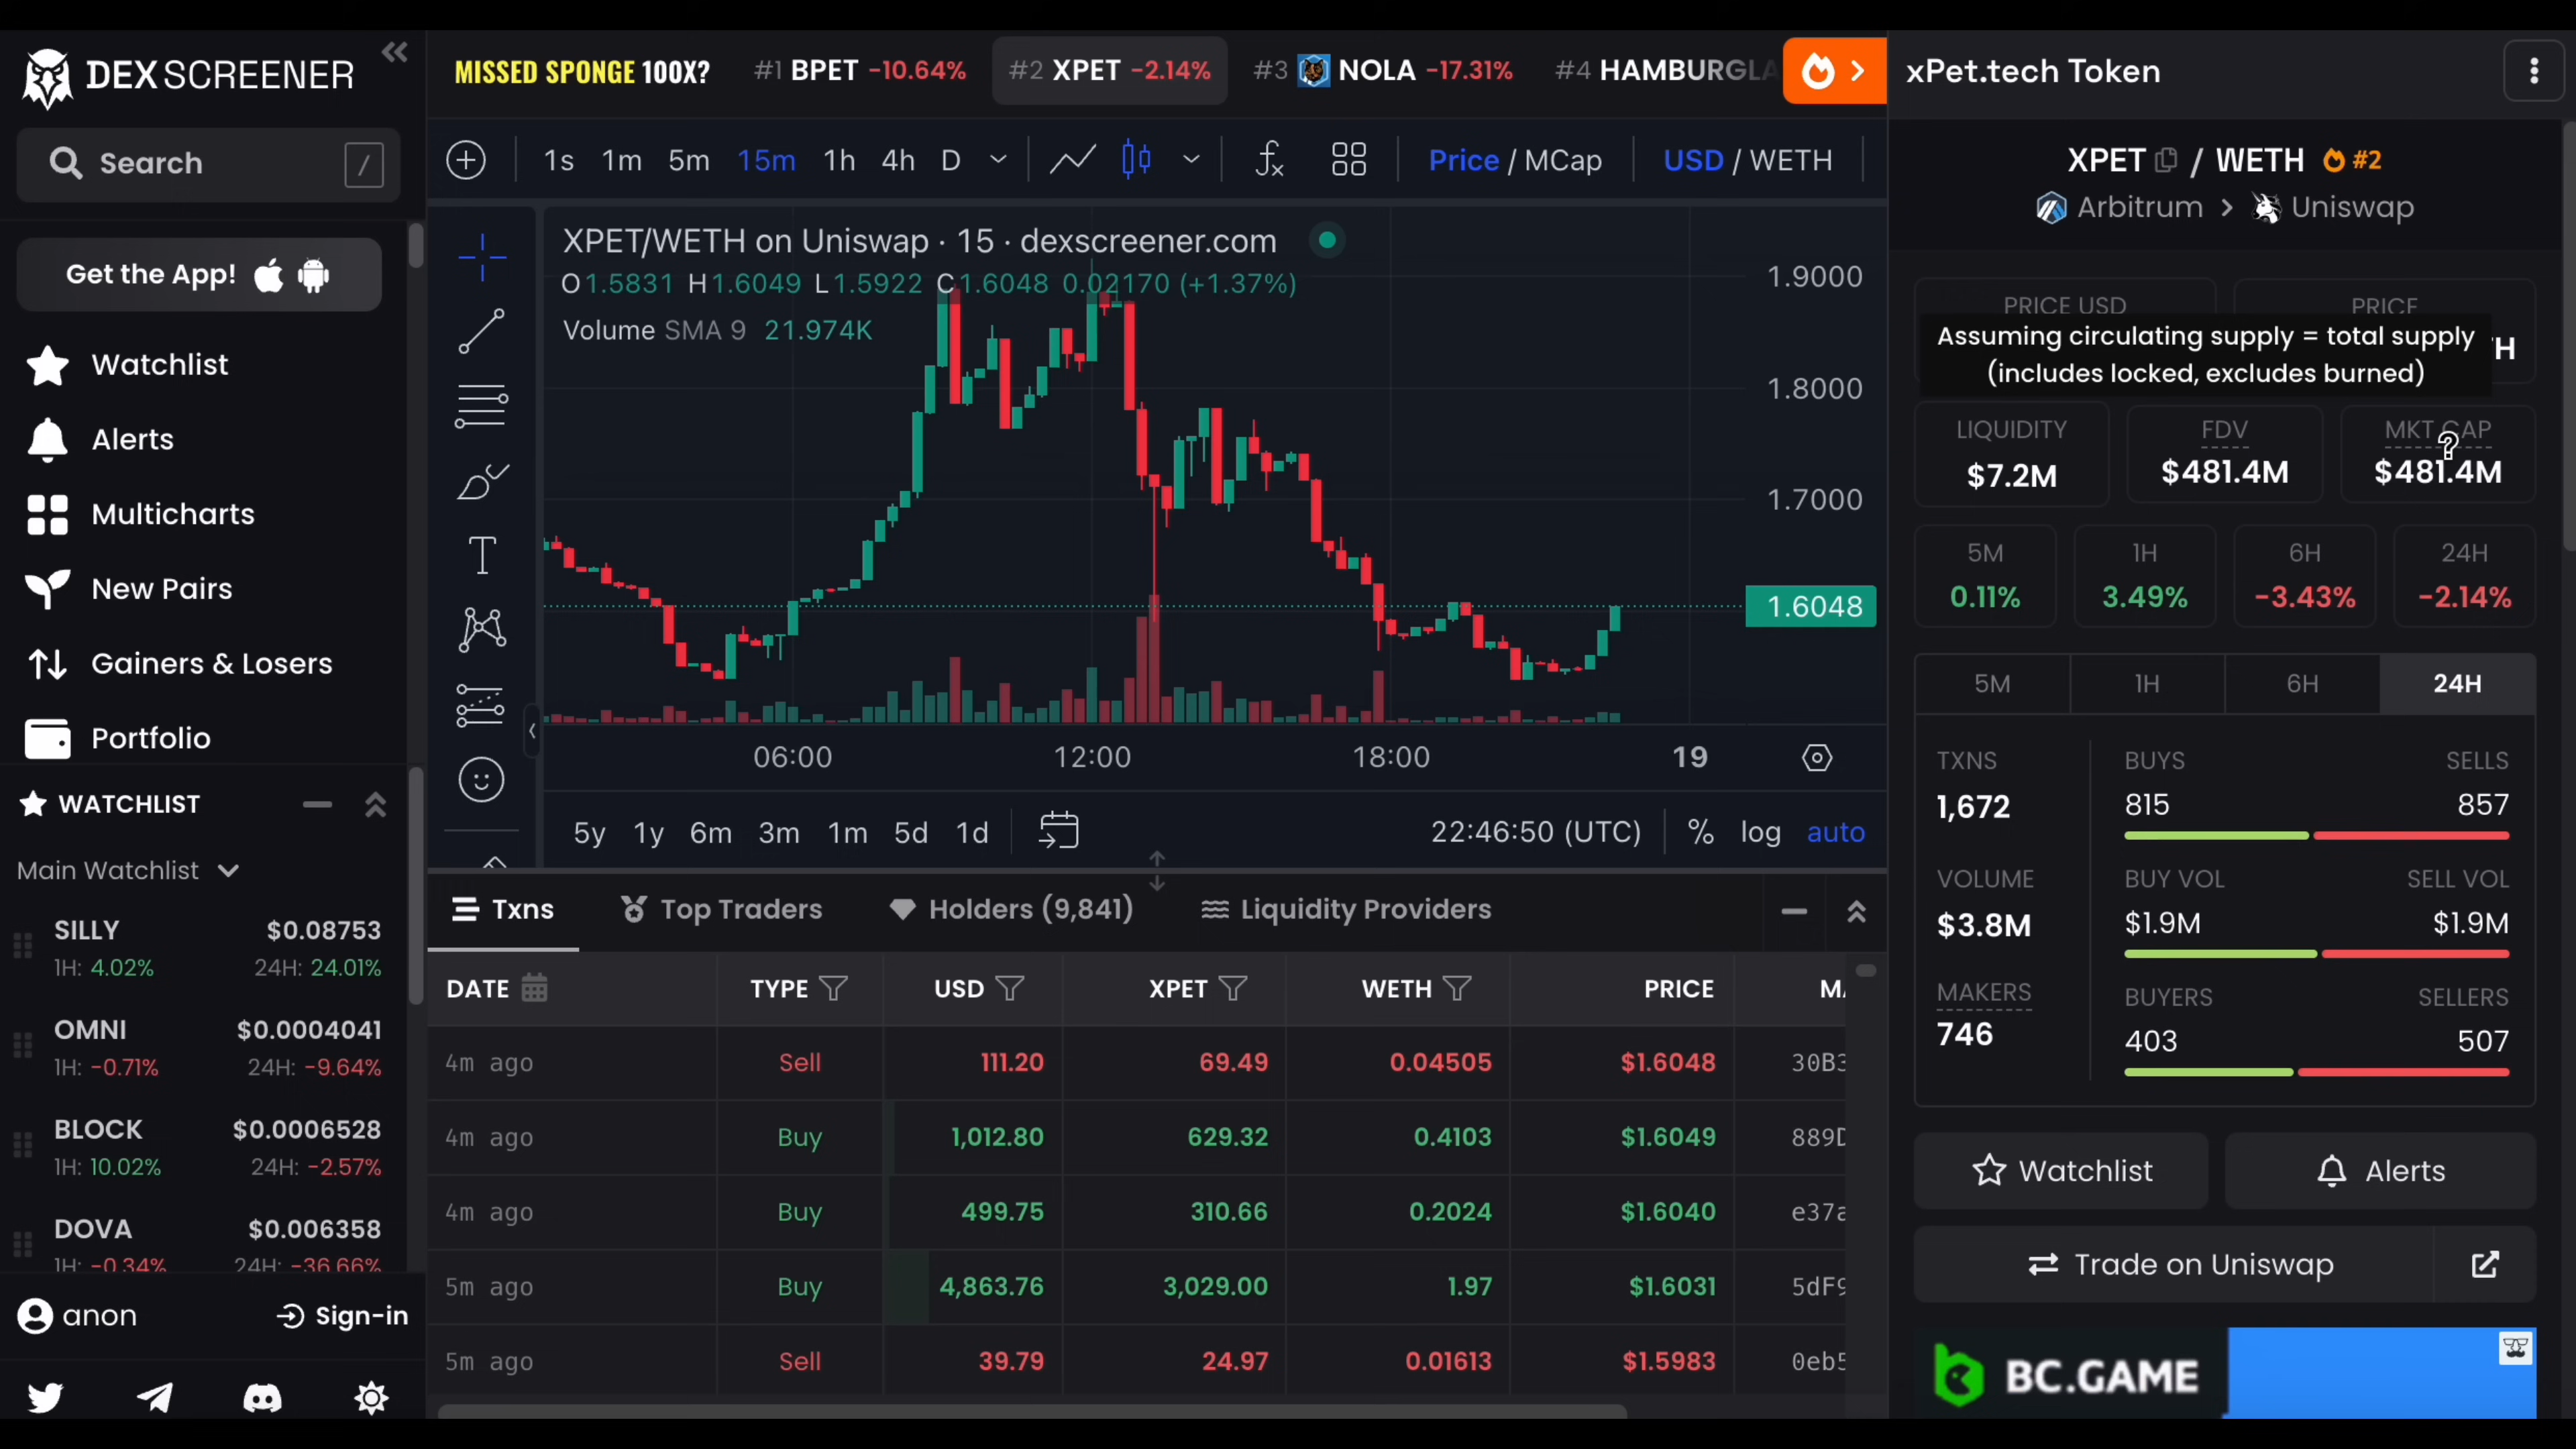 DEX SCREENER
Search
/
Get the App!
Watchlist
Alerts
Multicharts
New Pairs
Gainers & Losers
Portfolio
WATCHLIST
Main Watchlist
SILLY $0.08753
1H: 4.02% 24H: 24.01%
OMNI $0.0004041
1H: -0.71% 24H: -9.64%
BLOCK $0.0006528
1H: 10.02% 24H: -2.57%
DOVA $0.006358
1H: -0.34% 24H: -36.66%
anon Sign-in
MISSED SPONGE 100X? #1 BPET -10.64% #2 XPET -2.14% #3 NOLA -17.31% #4 HAMBURGLA
1s 1m 5m 15m 1h 4h D Price / MCap USD / WETH
XPET/WETH on Uniswap · 15 · dexscreener.com
O1.5831 H1.6049 L1.5922 C1.6048 0.02170 (+1.37%)
Volume SMA 9 21.974K
1.9000
1.8000
1.7000
1.6048
06:00 12:00 18:00 19
5y 1y 6m 3m 1m 5d 1d 22:46:50 (UTC) % log auto
Txns Top Traders Holders (9,841) Liquidity Providers
DATE TYPE USD XPET WETH PRICE
4m ago Sell 111.20 69.49 0.04505 $1.6048 30B3
4m ago Buy 1,012.80 629.32 0.4103 $1.6049 889D
4m ago Buy 499.75 310.66 0.2024 $1.6040 e37a
5m ago Buy 4,863.76 3,029.00 1.97 $1.6031 5dF9
5m ago Sell 39.79 24.97 0.01613 $1.5983 0eb5
xPet.tech Token
XPET / WETH #2
Arbitrum > Uniswap
PRICE USD PRICE
Assuming circulating supply = total supply
(includes locked, excludes burned)
H
LIQUIDITY FDV MKT CAP
$7.2M $481.4M $481.4M
5M 1H 6H 24H
0.11% 3.49% -3.43% -2.14%
5M 1H 6H 24H
TXNS BUYS SELLS
1,672 815 857
VOLUME BUY VOL SELL VOL
$3.8M $1.9M $1.9M
MAKERS BUYERS SELLERS
746 403 507
Watchlist Alerts
Trade on Uniswap
BC.GAME